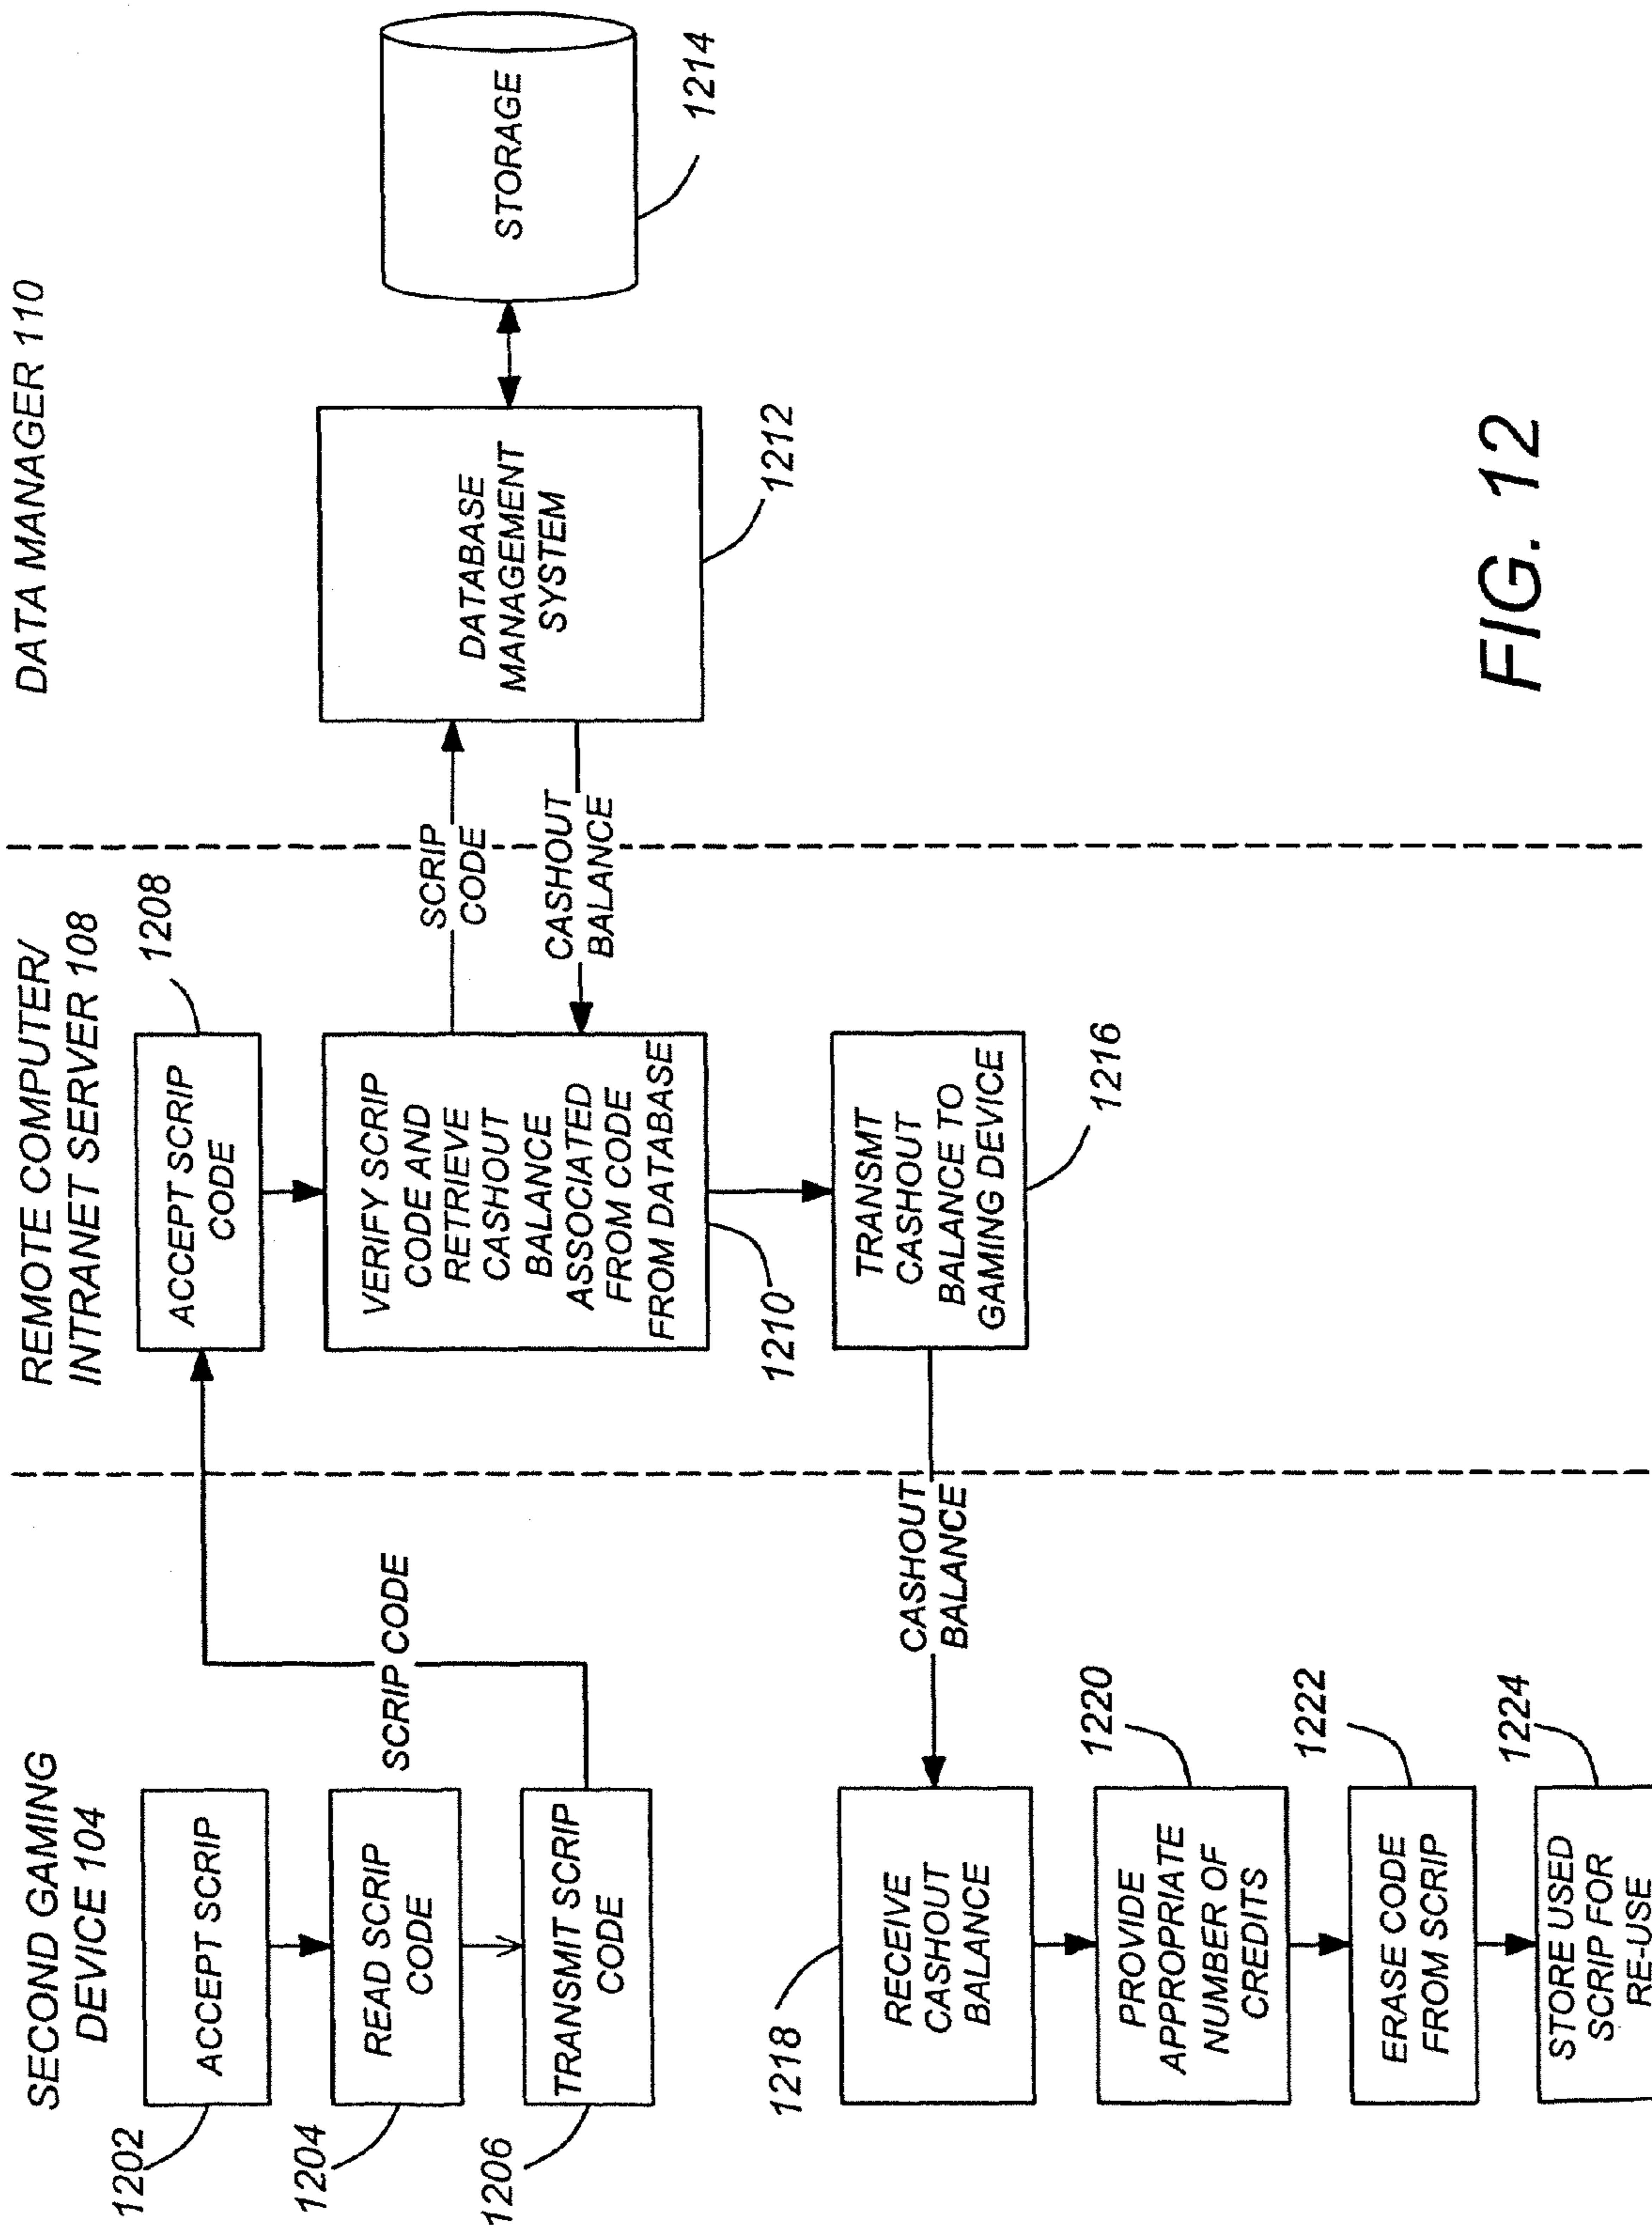 SECOND GAMING
DEVICE 104
REMOTE COMPUTER/
INTRANET SERVER 108
DATA MANAGER 110
1202
ACCEPT SCRIP
1204
READ SCRIP
CODE
1206
TRANSMIT SCRIP
CODE
SCRIP CODE
1208
ACCEPT SCRIP
CODE
VERIFY SCRIP
CODE AND
RETRIEVE
CASHOUT
BALANCE
ASSOCIATED
FROM CODE
FROM DATABASE
1210
SCRIP
CODE
CASHOUT
BALANCE
DATABASE
MANAGEMENT
SYSTEM
1212
STORAGE
1214
TRANSMT
CASHOUT
BALANCE TO
GAMING DEVICE
1216
CASHOUT
BALANCE
1218
RECEIVE
CASHOUT
BALANCE
1220
PROVIDE
APPROPRIATE
NUMBER OF
CREDITS
1222
ERASE CODE
FROM SCRIP
1224
STORE USED
SCRIP FOR
RE-USE
FIG. 12